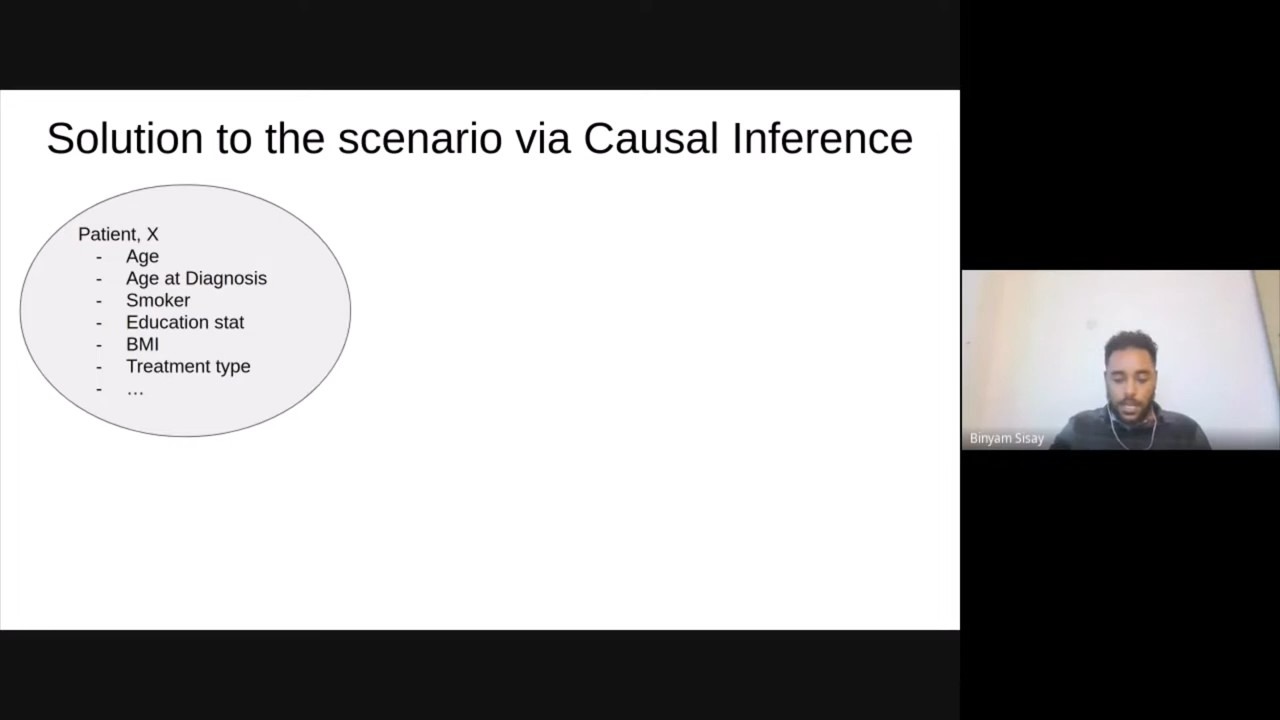 Solution to the scenario via Causal Inference
Patient, X
- Age
- Age at Diagnosis
- Smoker
- Education stat
- BMI
- Treatment type
- …
Binyam Sisay